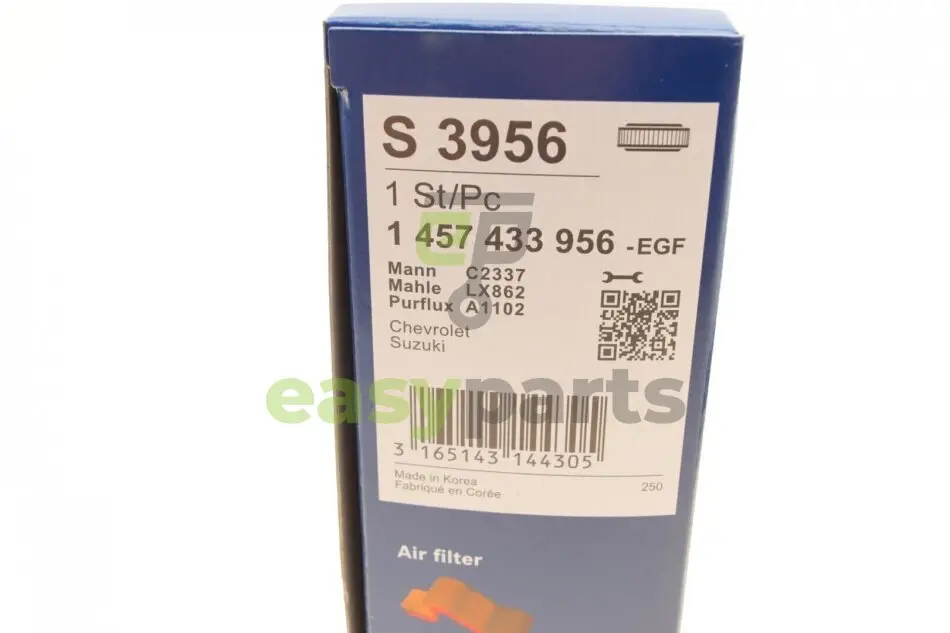 S 3956
1 St/Pc
1 457 433 956 -EGF
Mann C2337
Mahle LX862
Purflux A1102
Chevrolet
Suzuki
easyparts
3 165143 144305
Made in Korea
Fabriqué en Corée
250
Air filter